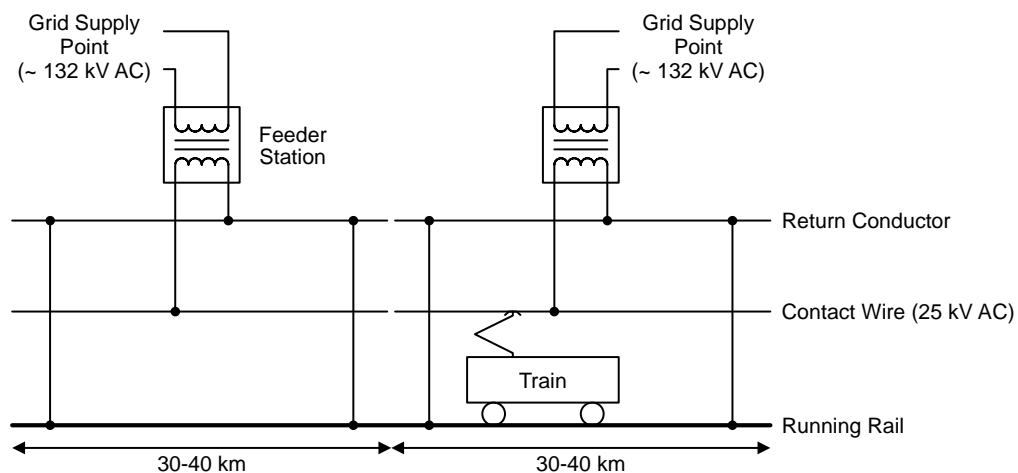 Grid Supply
Point
(~ 132 kV AC)
Grid Supply
Point
(~ 132 kV AC)
Feeder
Station
Return Conductor
Contact Wire (25 kV AC)
Train
Running Rail
30-40 km
30-40 km